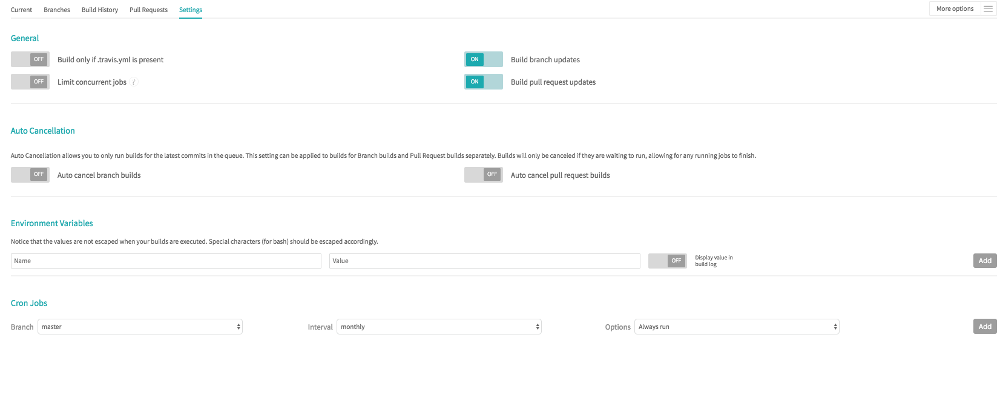 Current Branches Build History Pull Requests Settings More options
General
OFF Build only if .travis.yml is present ON Build branch updates
OFF Limit concurrent jobs ? ON Build pull request updates
Auto Cancellation
Auto Cancellation allows you to only run builds for the latest commits in the queue. This setting can be applied to builds for Branch builds and Pull Request builds separately. Builds will only be canceled if they are waiting to run, allowing for any running jobs to finish.
OFF Auto cancel branch builds OFF Auto cancel pull request builds
Environment Variables
Notice that the values are not escaped when your builds are executed. Special characters (for bash) should be escaped accordingly.
Name Value OFF Display value in
build log Add
Cron Jobs
Branch master Interval monthly Options Always run Add